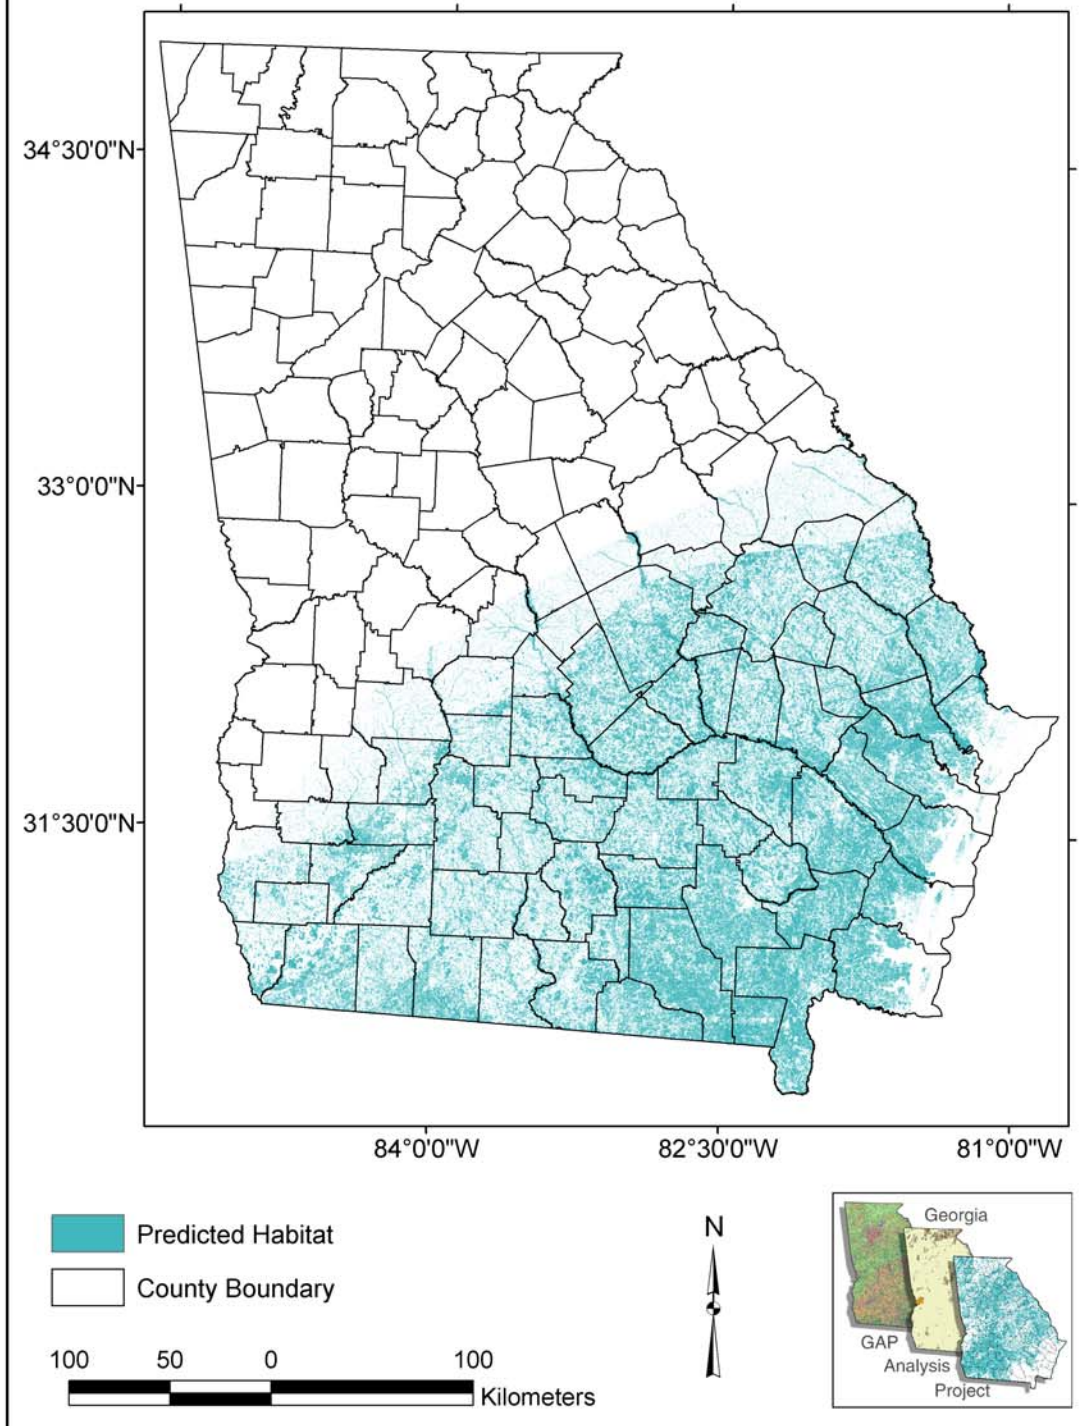 34°30'0"N
33°0'0"N
31°30'0"N
84°0'0"W 82°30'0"W 81°0'0"W
Predicted Habitat
County Boundary
100 50 0 100
Kilometers
N
Georgia
GAP
Analysis
Project